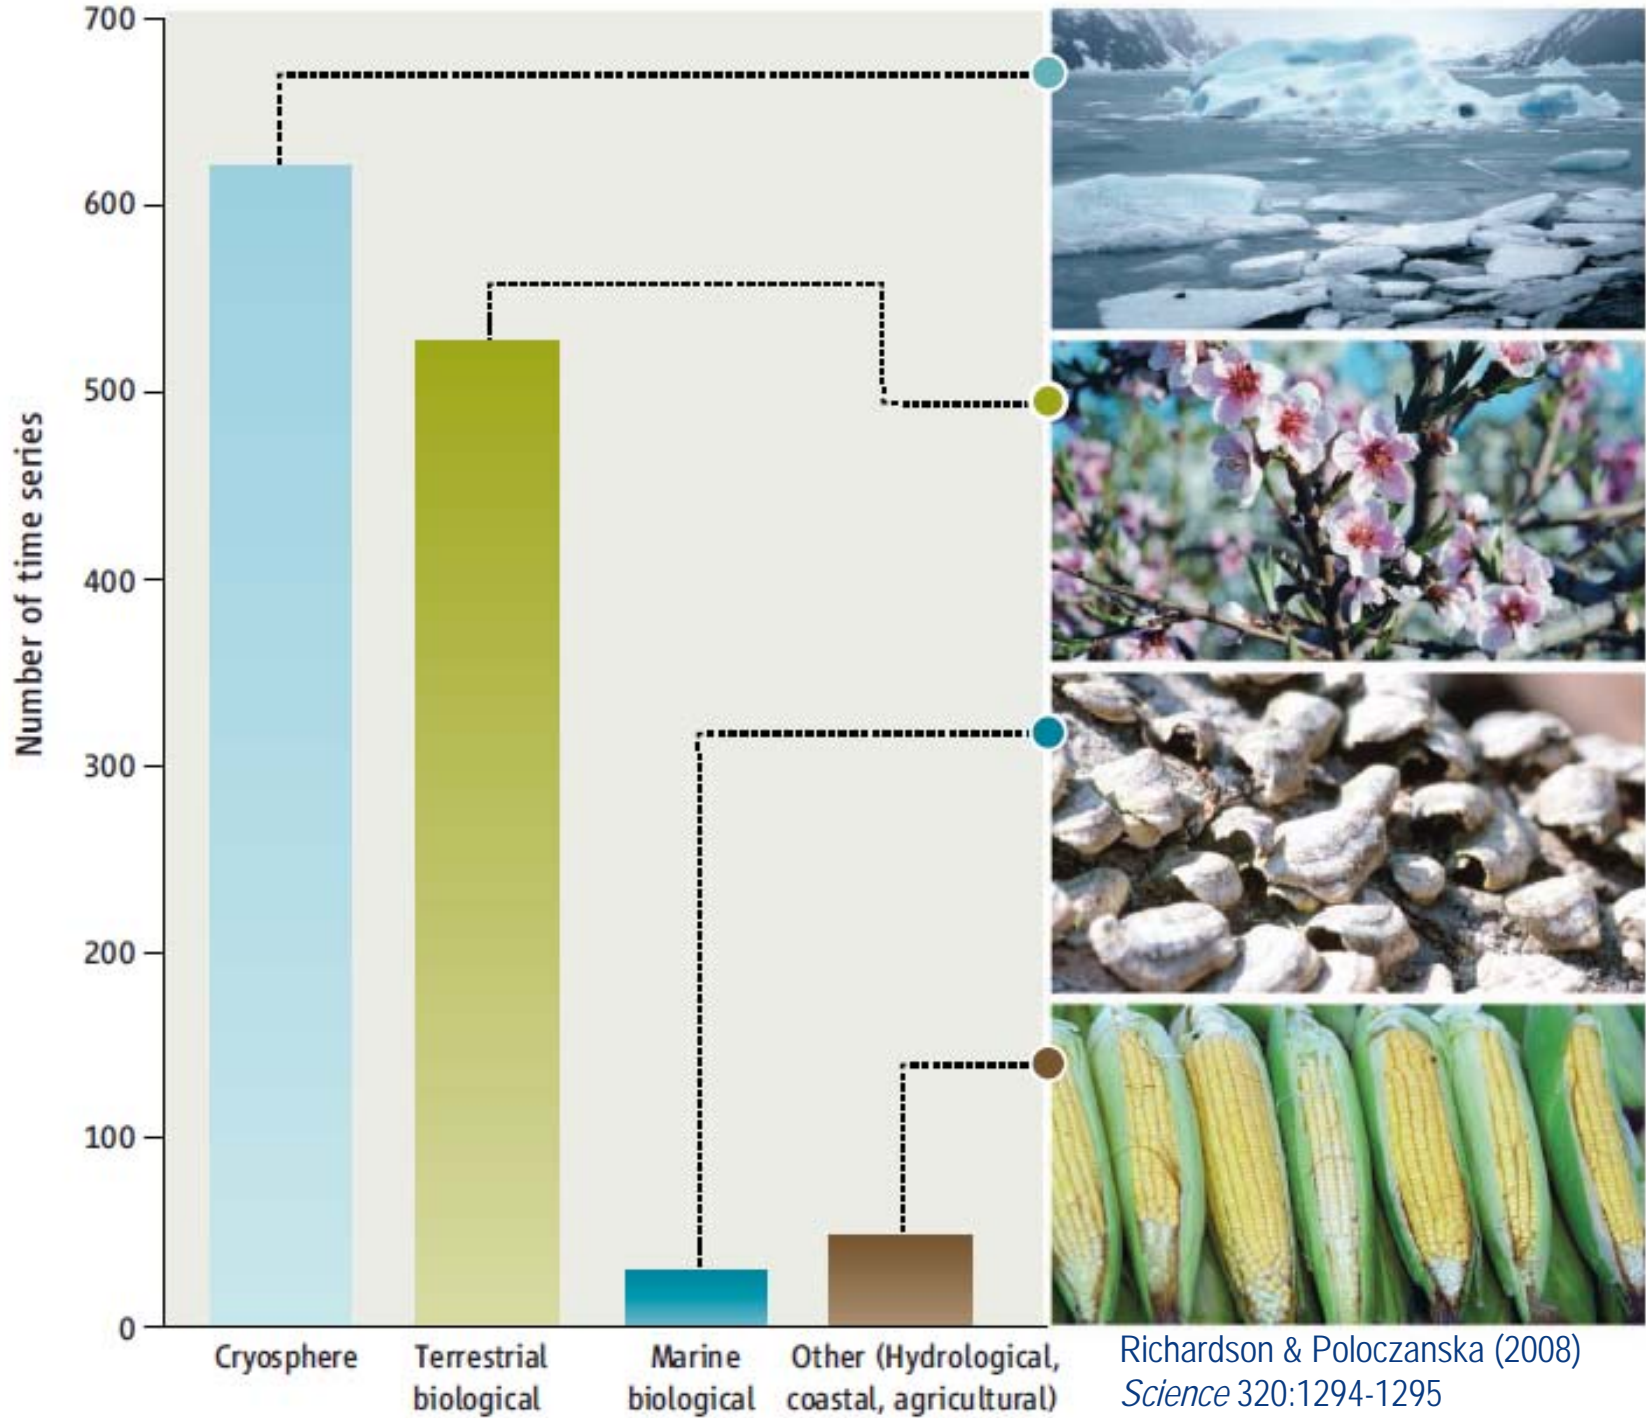 Number of time series
700
600
500
400
300
200
100
0
Cryosphere
Terrestrial
biological
Marine
biological
Other (Hydrological,
coastal, agricultural)
Richardson & Poloczanska (2008)
Science 320:1294-1295